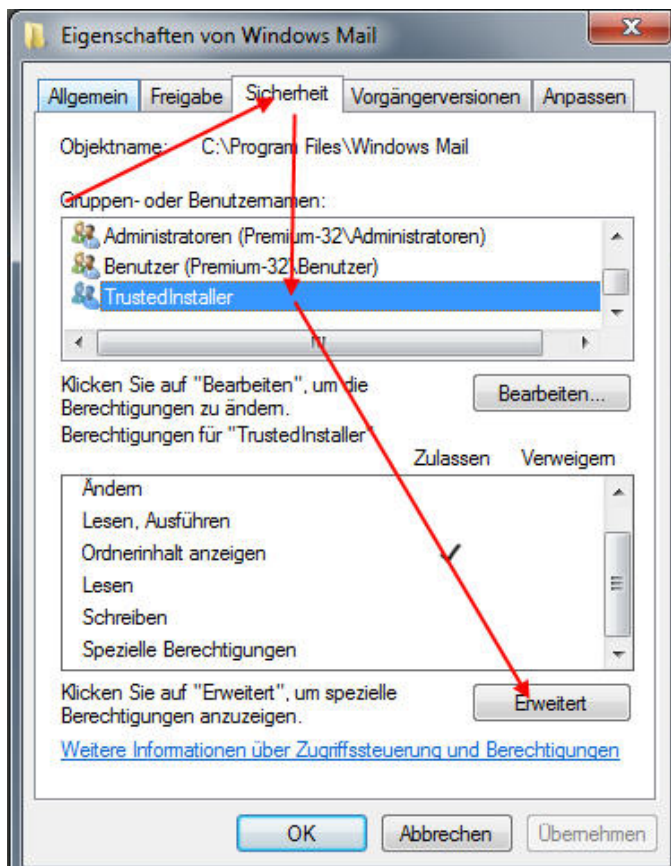 Eigenschaften von Windows Mail
Allgemein Freigabe Sicherheit Vorgängerversionen Anpassen
Objektname: C:\Program Files\Windows Mail
Gruppen- oder Benutzernamen:
Administratoren (Premium-32\Administratoren)
Benutzer (Premium-32\Benutzer)
TrustedInstaller
Klicken Sie auf "Bearbeiten", um die
Berechtigungen zu ändern.
Bearbeiten...
Berechtigungen für "TrustedInstaller"
Zulassen Verweigern
Ändern
Lesen, Ausführen
Ordnerinhalt anzeigen
Lesen
Schreiben
Spezielle Berechtigungen
Klicken Sie auf "Erweitert", um spezielle
Berechtigungen anzuzeigen.
Erweitert
Weitere Informationen über Zugriffssteuerung und Berechtigungen
OK Abbrechen Übernehmen